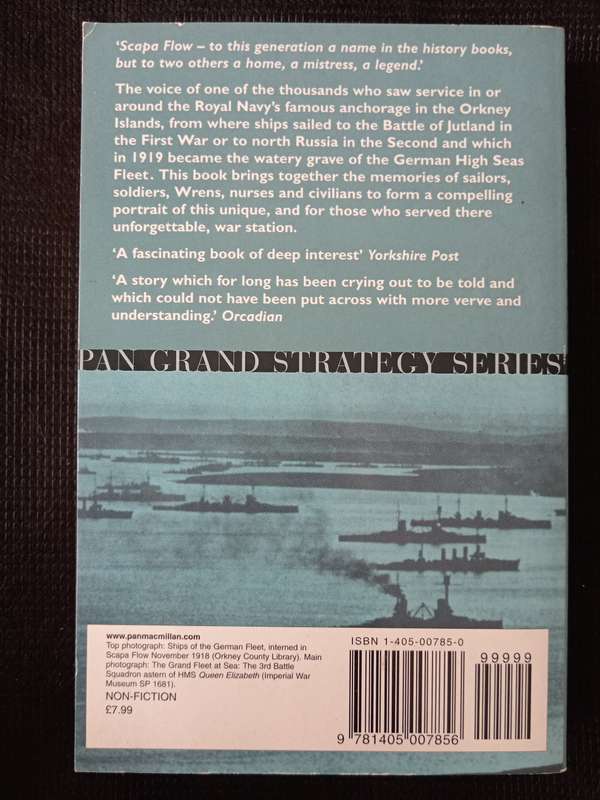 ‘Scapa Flow – to this generation a name in the history books,
but to two others a home, a mistress, a legend.’
The voice of one of the thousands who saw service in or
around the Royal Navy’s famous anchorage in the Orkney
Islands, from where ships sailed to the Battle of Jutland in
the First War or to north Russia in the Second and which
in 1919 became the watery grave of the German High Seas
Fleet. This book brings together the memories of sailors,
soldiers, Wrens, nurses and civilians to form a compelling
portrait of this unique, and for those who served there
unforgettable, war station.
‘A fascinating book of deep interest’ Yorkshire Post
‘A story which for long has been crying out to be told and
which could not have been put across with more verve and
understanding.’ Orcadian
PAN GRAND STRATEGY SERIES
www.panmacmillan.com
Top photograph: Ships of the German Fleet, interned in
Scapa Flow November 1918 (Orkney County Library). Main
photograph: The Grand Fleet at Sea: The 3rd Battle
Squadron astern of HMS Queen Elizabeth (Imperial War
Museum SP 1681).
NON-FICTION
£7.99
ISBN 1-405-00785-0
99999
9 781405 007856